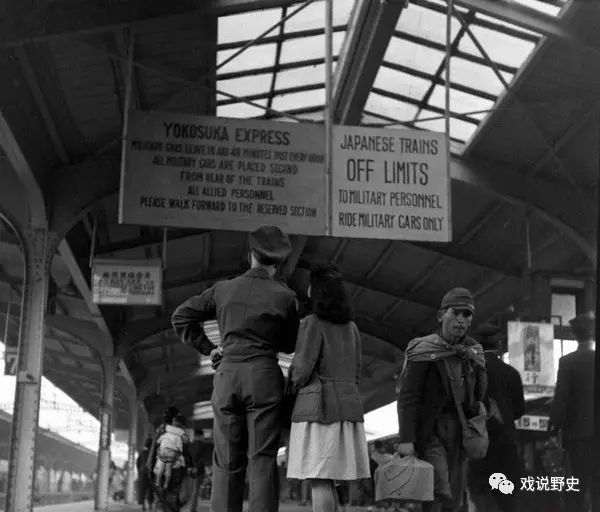 YOKOSUKA EXPRESS
MILITARY CARS LEAVE 18 AND 48 MINUTES PAST EVERY HOUR
ALL MILITARY CARS ARE PLACED SECOND
FROM REAR OF THE TRAINS
ALL ALLIED PERSONNEL
PLEASE WALK FORWARD TO THE RESERVED SECTION
JAPANESE TRAINS
OFF LIMITS
TO MILITARY PERSONNEL
RIDE MILITARY CARS ONLY
戏说野史